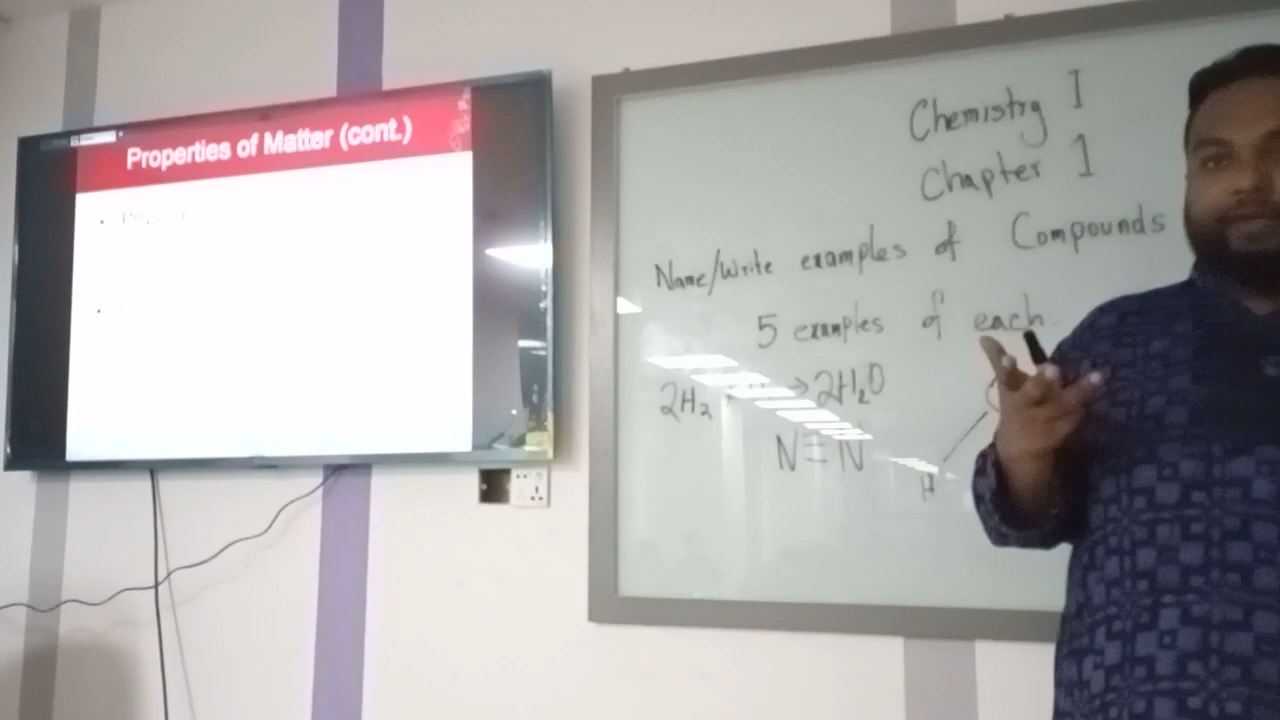 Properties of Matter (cont.)
Chemistry I
Chapter 1
Name/Write examples of Compounds
5 examples of each
2H₂ → 2H₂O
N≡N
H